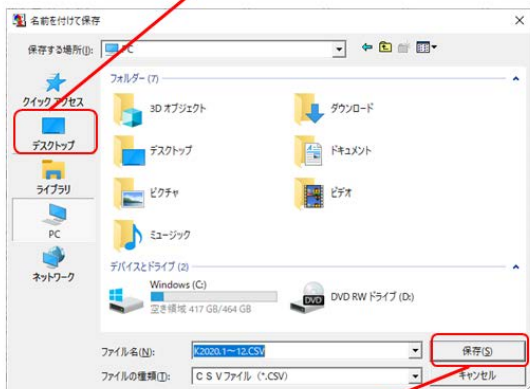 名前を付けて保存
保存する場所(I): PC
クイック アクセス
デスクトップ
ライブラリ
PC
ネットワーク
フォルダー (7)
3D オブジェクト
ダウンロード
デスクトップ
ドキュメント
ピクチャ
ビデオ
ミュージック
デバイスとドライブ (2)
Windows (C:)
空き領域 417 GB/464 GB
DVD RW ドライブ (D:)
ファイル名(N): K2020.1～12.CSV
保存(S)
ファイルの種類(T): ＣＳＶファイル (*.CSV)
キャンセル